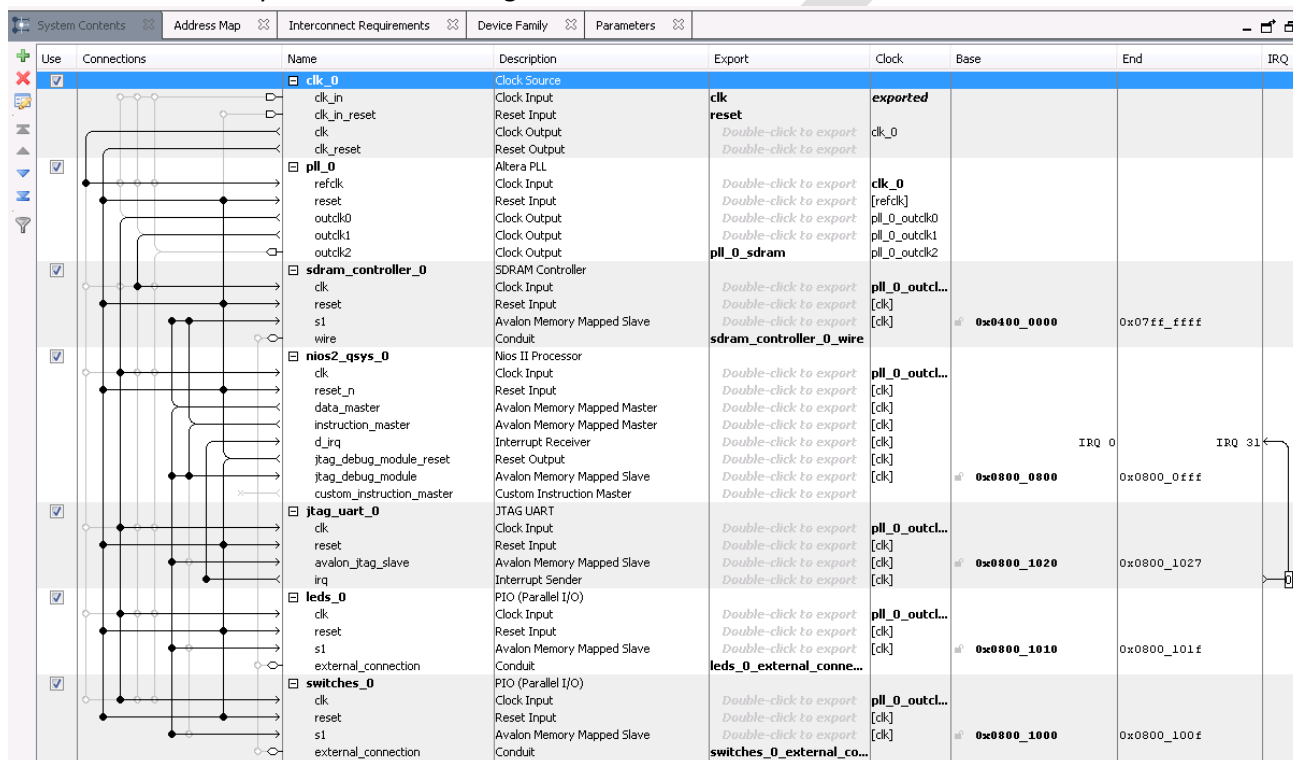 System Contents Address Map Interconnect Requirements Device Family Parameters
Use Connections Name Description Export Clock Base End IRQ
clk_0 Clock Source
clk_in Clock Input clk exported
clk_in_reset Reset Input reset
clk Clock Output Double-click to export clk_0
clk_reset Reset Output Double-click to export
pll_0 Altera PLL
refclk Clock Input Double-click to export clk_0
reset Reset Input Double-click to export [refclk]
outclk0 Clock Output Double-click to export pll_0_outclk0
outclk1 Clock Output Double-click to export pll_0_outclk1
outclk2 Clock Output pll_0_sdram pll_0_outclk2
sdram_controller_0 SDRAM Controller
clk Clock Input Double-click to export pll_0_outcl...
reset Reset Input Double-click to export [clk]
s1 Avalon Memory Mapped Slave Double-click to export [clk] 0x0400_0000 0x07ff_ffff
wire Conduit sdram_controller_0_wire
nios2_qsys_0 Nios II Processor
clk Clock Input Double-click to export pll_0_outcl...
reset_n Reset Input Double-click to export [clk]
data_master Avalon Memory Mapped Master Double-click to export [clk]
instruction_master Avalon Memory Mapped Master Double-click to export [clk]
d_irq Interrupt Receiver Double-click to export [clk] IRQ 0 IRQ 31
jtag_debug_module_reset Reset Output Double-click to export [clk]
jtag_debug_module Avalon Memory Mapped Slave Double-click to export [clk] 0x0800_0800 0x0800_0fff
custom_instruction_master Custom Instruction Master Double-click to export
jtag_uart_0 JTAG UART
clk Clock Input Double-click to export pll_0_outcl...
reset Reset Input Double-click to export [clk]
avalon_jtag_slave Avalon Memory Mapped Slave Double-click to export [clk] 0x0800_1020 0x0800_1027
irq Interrupt Sender Double-click to export [clk] 0
leds_0 PIO (Parallel I/O)
clk Clock Input Double-click to export pll_0_outcl...
reset Reset Input Double-click to export [clk]
s1 Avalon Memory Mapped Slave Double-click to export [clk] 0x0800_1010 0x0800_101f
external_connection Conduit leds_0_external_conne...
switches_0 PIO (Parallel I/O)
clk Clock Input Double-click to export pll_0_outcl...
reset Reset Input Double-click to export [clk]
s1 Avalon Memory Mapped Slave Double-click to export [clk] 0x0800_1000 0x0800_100f
external_connection Conduit switches_0_external_co...